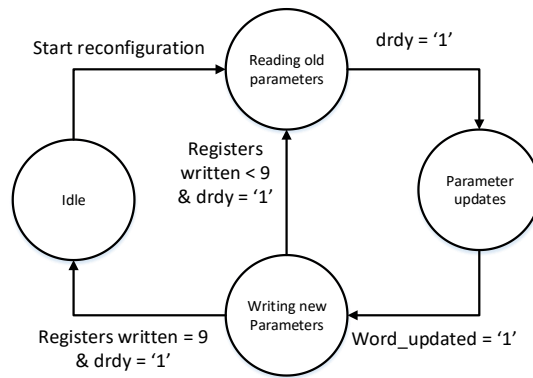 Start reconfiguration
Reading old
parameters
drdy = ‘1’
Registers
written < 9
& drdy = ‘1’
Idle
Parameter
updates
Writing new
Parameters
Registers written = 9
& drdy = ‘1’
Word_updated = ‘1’